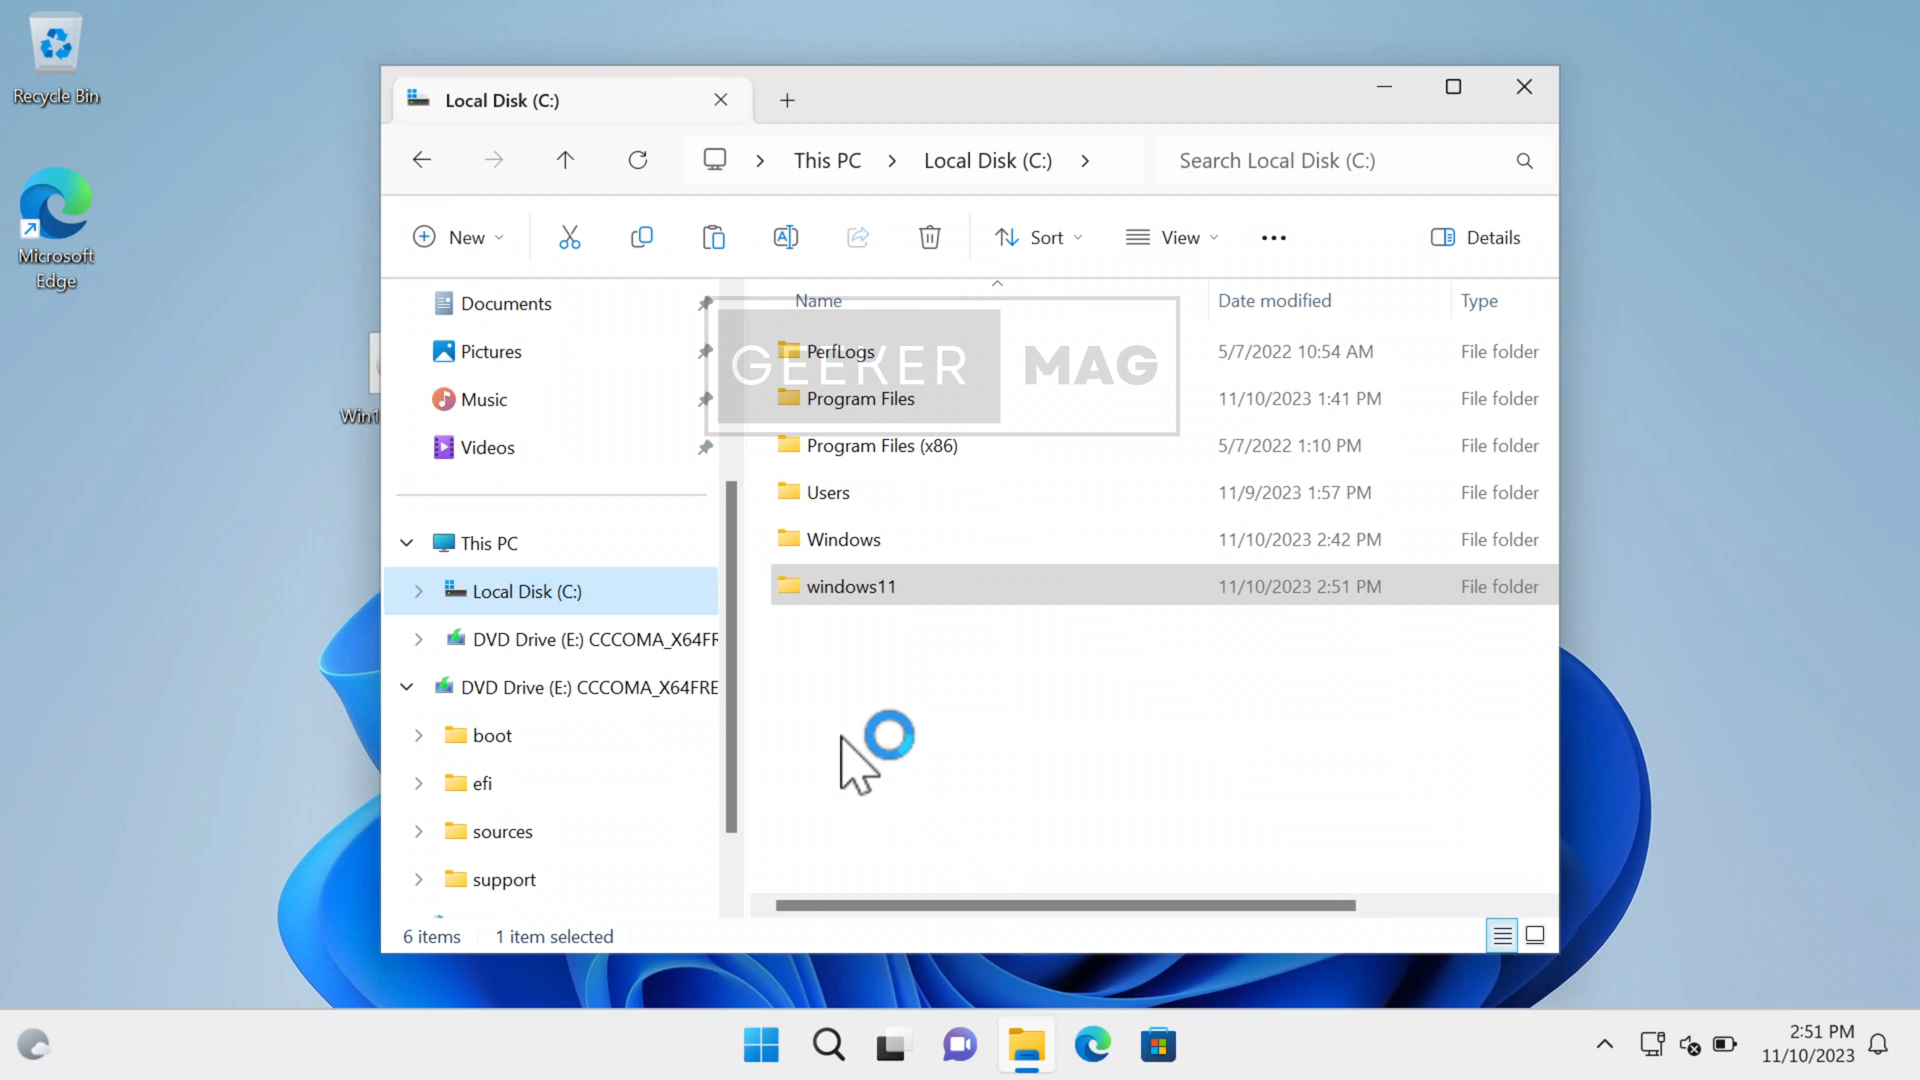 Recycle Bin
Microsoft
Edge
Win1
Local Disk (C:)
This PC
Local Disk (C:)
Search Local Disk (C:)
New
Sort
View
Details
Documents
Pictures
Music
Videos
This PC
Local Disk (C:)
DVD Drive (E:) CCCOMA_X64FR
DVD Drive (E:) CCCOMA_X64FRE
boot
efi
sources
support
Name Date modified Type
GEEKER MAG
PerfLogs 5/7/2022 10:54 AM File folder
Program Files 11/10/2023 1:41 PM File folder
Program Files (x86) 5/7/2022 1:10 PM File folder
Users 11/9/2023 1:57 PM File folder
Windows 11/10/2023 2:42 PM File folder
windows11 11/10/2023 2:51 PM File folder
6 items 1 item selected
2:51 PM
11/10/2023